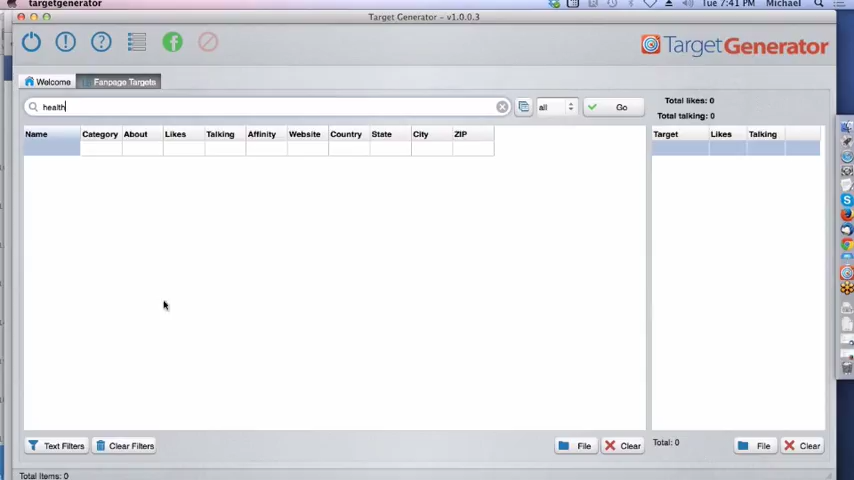 targetgenerator
Tue 7:41 PM Michael
Target Generator - v1.0.0.3
TargetGenerator
Welcome
Fanpage Targets
health
all
Go
Total likes: 0
Total talking: 0
Name Category About Likes Talking Affinity Website Country State City ZIP
Target Likes Talking
Text Filters
Clear Filters
File
Clear
Total: 0
File
Clear
Total Items: 0